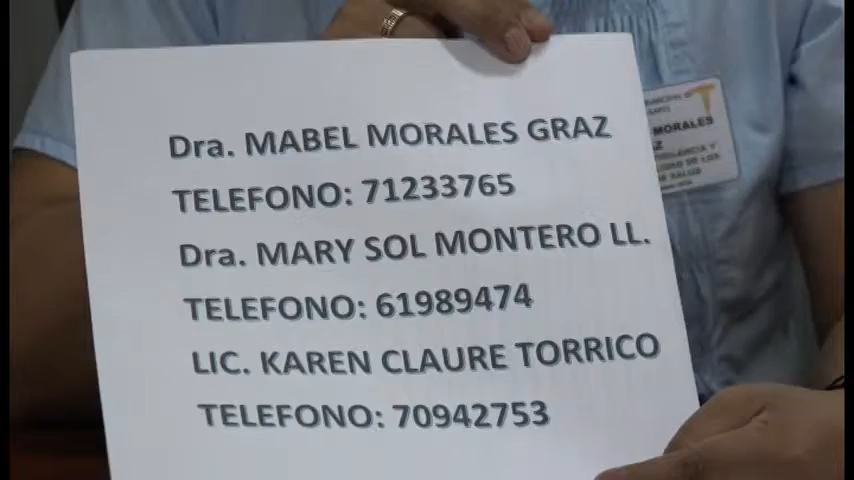 Dra. MABEL MORALES GRAZ
TELEFONO: 71233765
Dra. MARY SOL MONTERO LL.
TELEFONO: 61989474
LIC. KAREN CLAURE TORRICO
TELEFONO: 70942753
MORALES